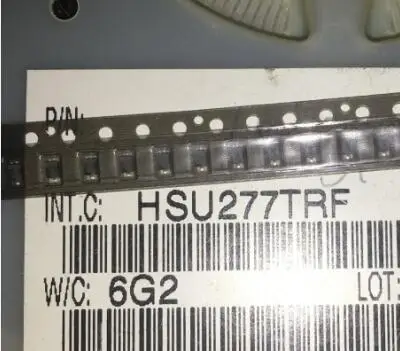 P/N:
INT.C: HSU277TRF
W/C: 6G2 LOT: